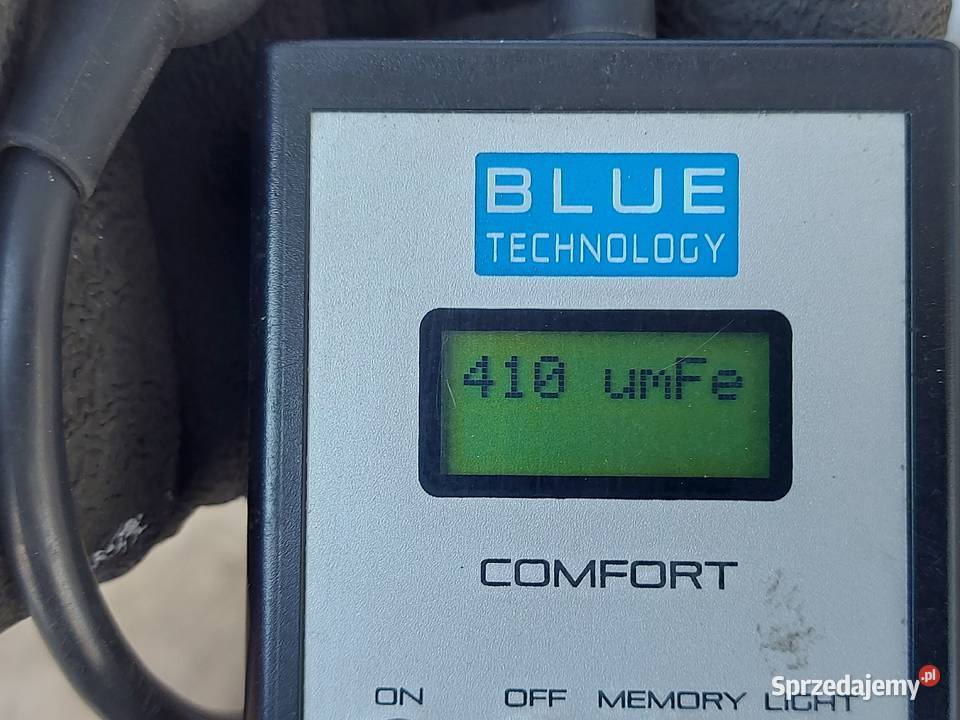 BLUE
TECHNOLOGY
410 umFe
COMFORT
ON OFF MEMORY LIGHT
Sprzedajemy.pl